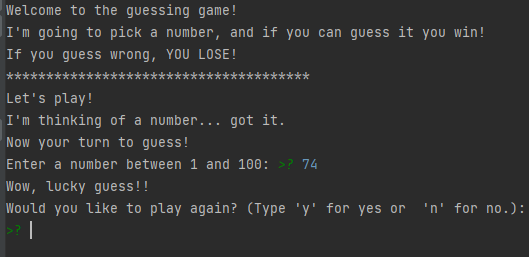 Welcome to the guessing game!
I'm going to pick a number, and if you can guess it you win!
If you guess wrong, YOU LOSE!
**************************************
Let's play!
I'm thinking of a number... got it.
Now your turn to guess!
Enter a number between 1 and 100: >? 74
Wow, lucky guess!!
Would you like to play again? (Type 'y' for yes or  'n' for no.):
>?